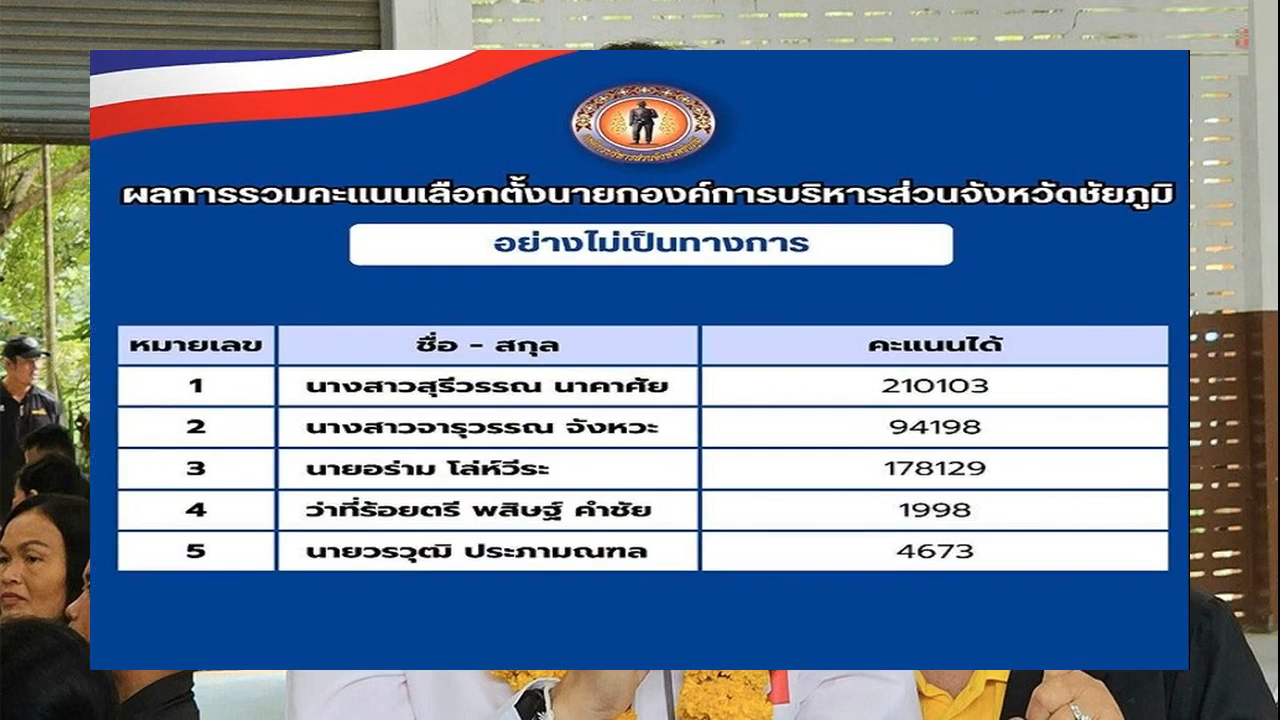 ผลการรวมคะแนนเลือกตั้งนายกองค์การบริหารส่วนจังหวัดชัยภูมิ
อย่างไม่เป็นทางการ
หมายเลข ชื่อ - สกุล คะแนนได้
1 นางสาวสุรีวรรณ นาคาศัย 210103
2 นางสาวจารุวรรณ จังหวะ 94198
3 นายอร่าม โล่ห์วีระ 178129
4 ว่าที่ร้อยตรี พสิษฐ์ คำชัย 1998
5 นายวรวุฒิ ประภามณฑล 4673